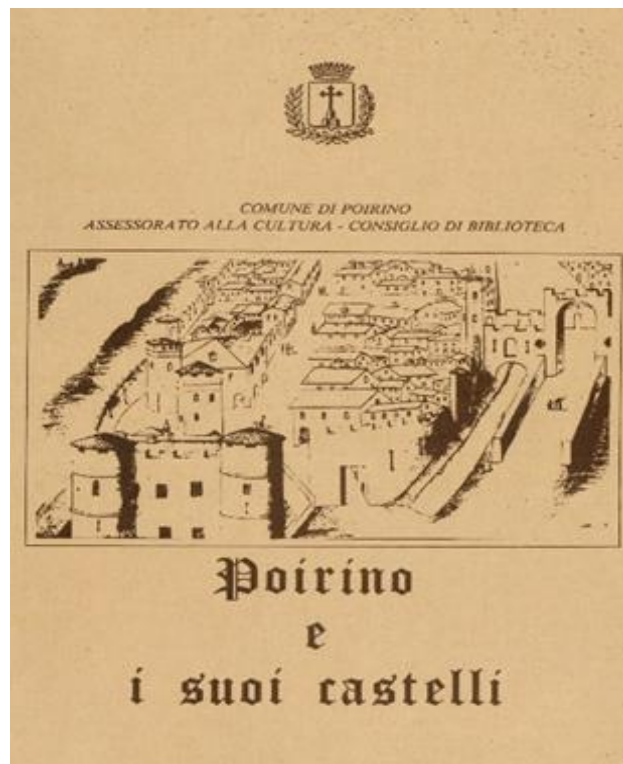 COMUNE DI POIRINO
ASSESSORATO ALLA CULTURA - CONSIGLIO DI BIBLIOTECA
Poirino
e
i suoi castelli